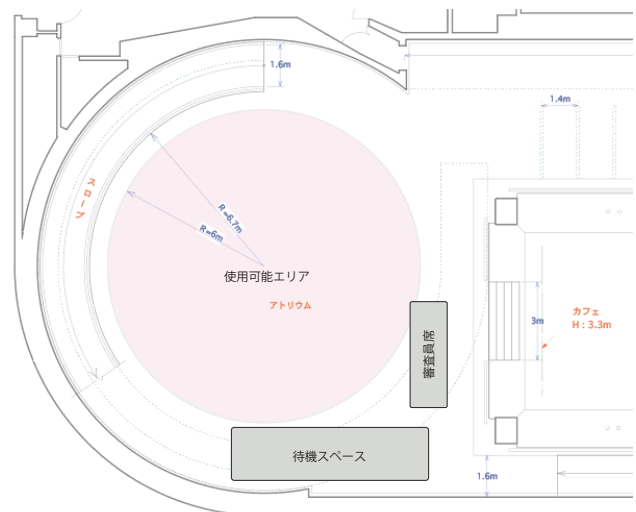 1.6m
1.4m
スロープ
R=6.7m
R=6m
使用可能エリア
アトリウム
3m
カフェ
H：3.3m
審査員席
待機スペース
1.6m